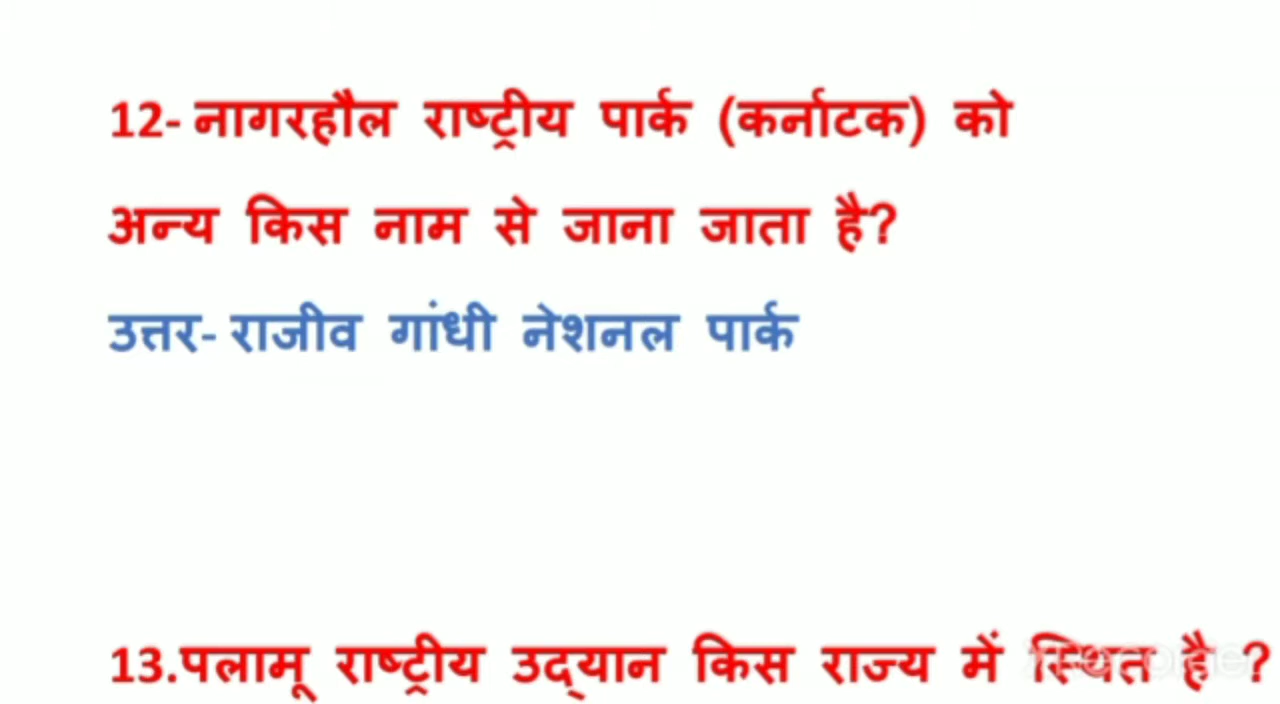 12- नागरहौल राष्ट्रीय पार्क (कर्नाटक) को
अन्य किस नाम से जाना जाता है?
उत्तर- राजीव गांधी नेशनल पार्क
13.पलामू राष्ट्रीय उद्यान किस राज्य में स्थित है ?